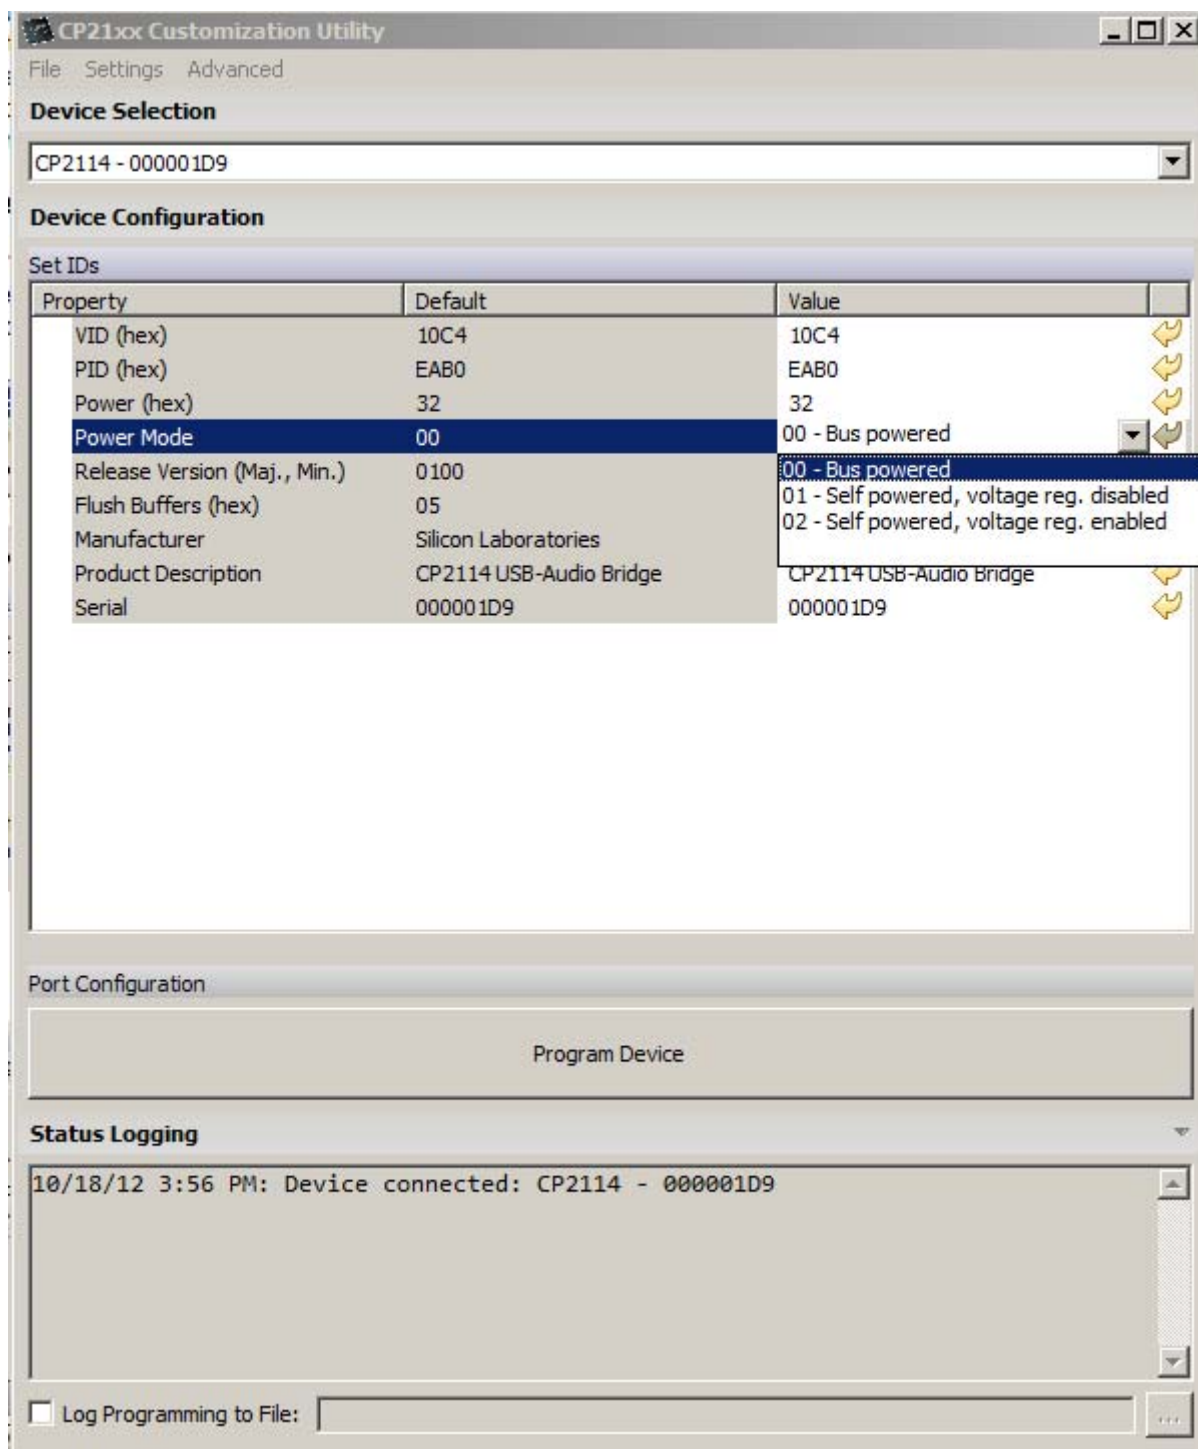 CP21xx Customization Utility
File Settings Advanced
Device Selection
CP2114 - 000001D9
Device Configuration
Set IDs
Property Default Value
VID (hex) 10C4 10C4
PID (hex) EAB0 EAB0
Power (hex) 32 32
Power Mode 00 00 - Bus powered
00 - Bus powered
01 - Self powered, voltage reg. disabled
02 - Self powered, voltage reg. enabled
Release Version (Maj., Min.) 0100
Flush Buffers (hex) 05
Manufacturer Silicon Laboratories
Product Description CP2114 USB-Audio Bridge CP2114 USB-Audio Bridge
Serial 000001D9 000001D9
Port Configuration
Program Device
Status Logging
10/18/12 3:56 PM: Device connected: CP2114 - 000001D9
Log Programming to File:
...